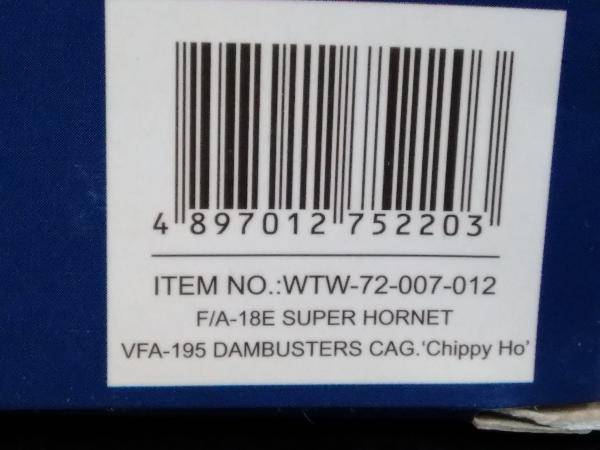 4 897012 752203
ITEM NO.:WTW-72-007-012
F/A-18E SUPER HORNET
VFA-195 DAMBUSTERS CAG.‘Chippy Ho’